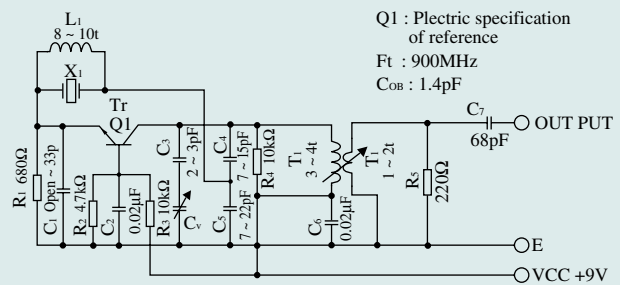 L1
8 ~ 10t
X1
Tr
Q1
Q1 : Plectric specification
of reference
Ft : 900MHz
COB : 1.4pF
R1 680Ω
C1 Open ~ 33p
R2 4.7kΩ
C2
0.02µF
R3 10kΩ
C3
2 ~ 3pF
Cv
C4
7 ~ 15pF
C5
7 ~ 22pF
R4 10kΩ
T1
3 ~ 4t
T1
1 ~ 2t
C6
0.02µF
R5
220Ω
C7
68pF
OUT PUT
E
VCC +9V